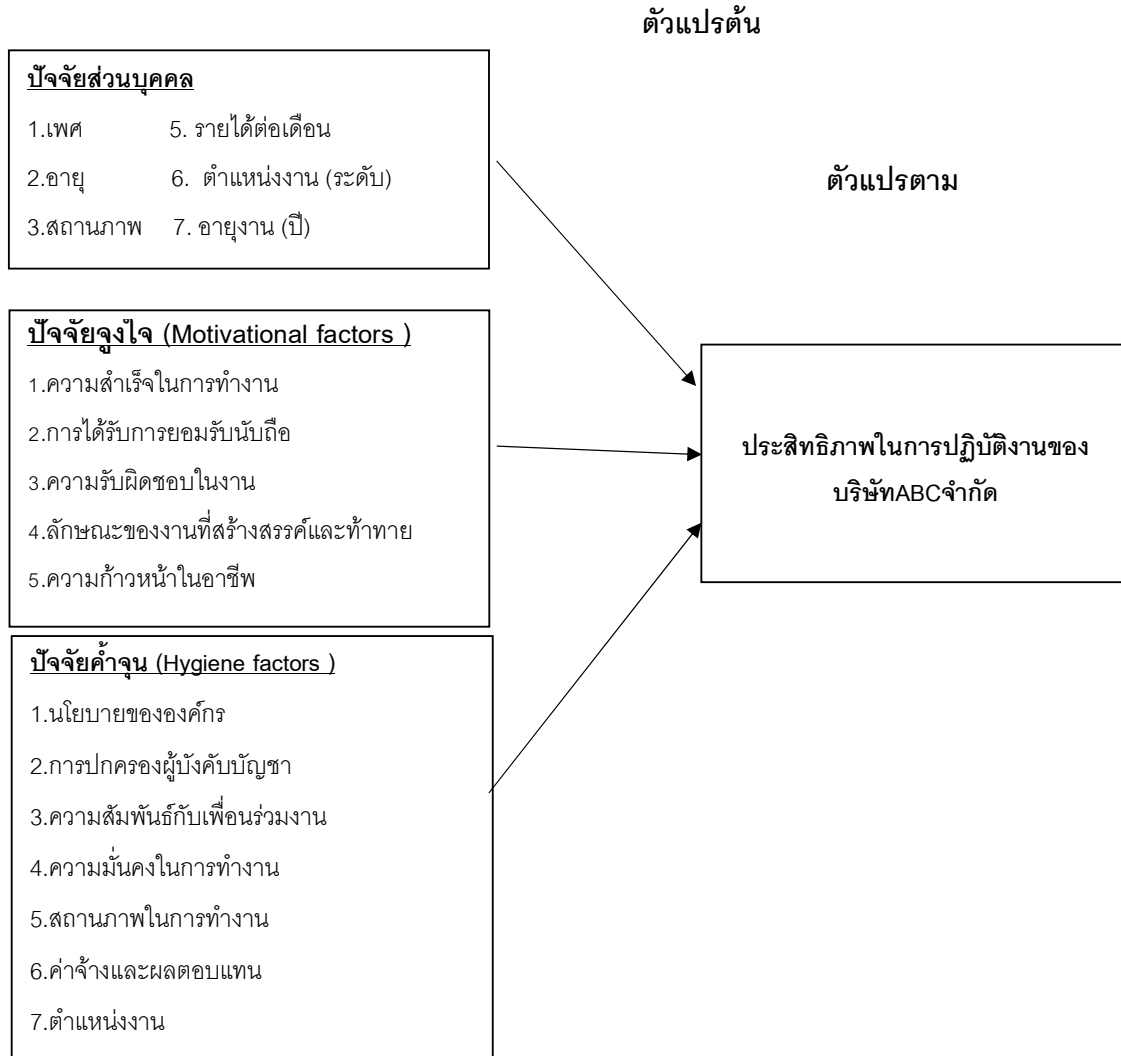 ตัวแปรต้น
ปัจจัยส่วนบุคคล
1.เพศ 5. รายได้ต่อเดือน
2.อายุ 6. ตำแหน่งงาน (ระดับ)
3.สถานภาพ 7. อายุงาน (ปี)
ตัวแปรตาม
ปัจจัยจูงใจ (Motivational factors )
1.ความสำเร็จในการทำงาน
2.การได้รับการยอมรับนับถือ
3.ความรับผิดชอบในงาน
4.ลักษณะของงานที่สร้างสรรค์และท้าทาย
5.ความก้าวหน้าในอาชีพ
ประสิทธิภาพในการปฏิบัติงานของ
บริษัทABCจำกัด
ปัจจัยค้ำจุน (Hygiene factors )
1.นโยบายขององค์กร
2.การปกครองผู้บังคับบัญชา
3.ความสัมพันธ์กับเพื่อนร่วมงาน
4.ความมั่นคงในการทำงาน
5.สถานภาพในการทำงาน
6.ค่าจ้างและผลตอบแทน
7.ตำแหน่งงาน